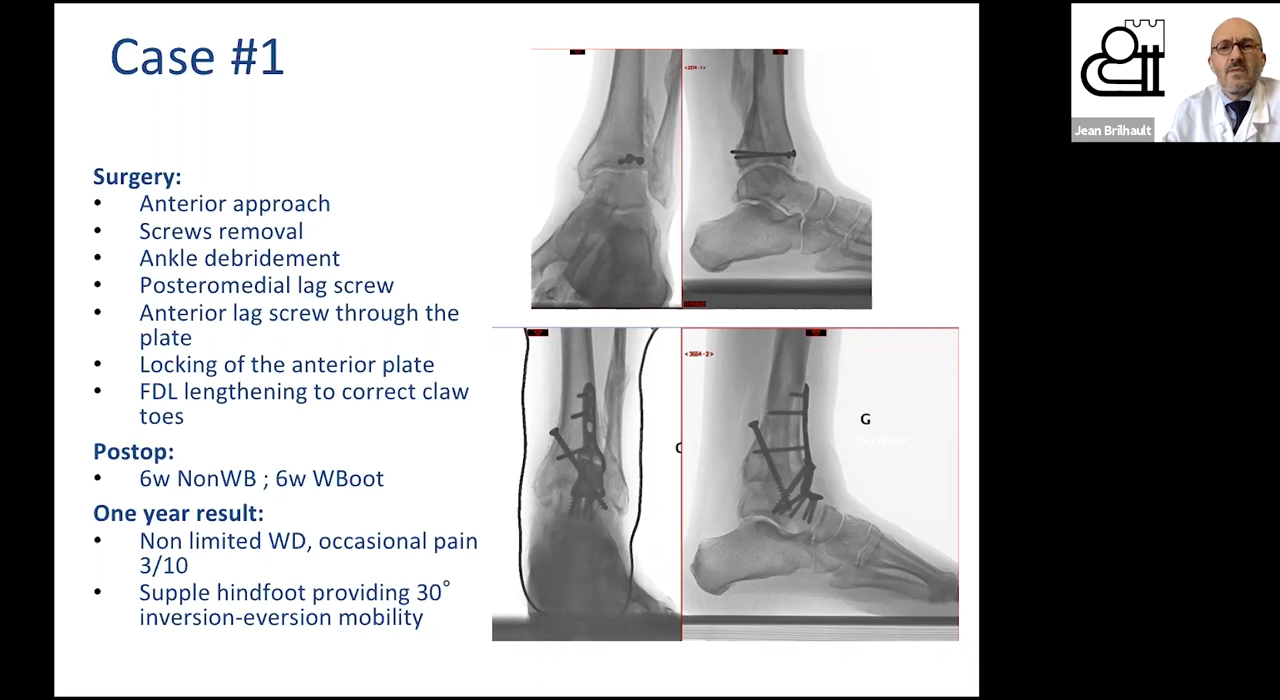 Case #1
Surgery:
• Anterior approach
• Screws removal
• Ankle debridement
• Posteromedial lag screw
• Anterior lag screw through the
plate
• Locking of the anterior plate
• FDL lengthening to correct claw
toes
Postop:
• 6w NonWB ; 6w WBoot
One year result:
• Non limited WD, occasional pain
3/10
• Supple hindfoot providing 30°
inversion-eversion mobility
G
Jean Brilhault